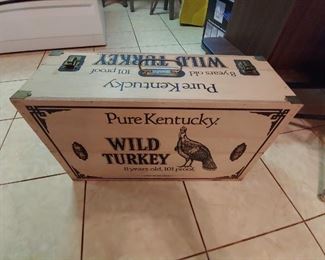 WILD TURKEY
8 years old, 101 proof
Pure Kentucky
Pure Kentucky
WILD
TURKEY
8 years old, 101 proof